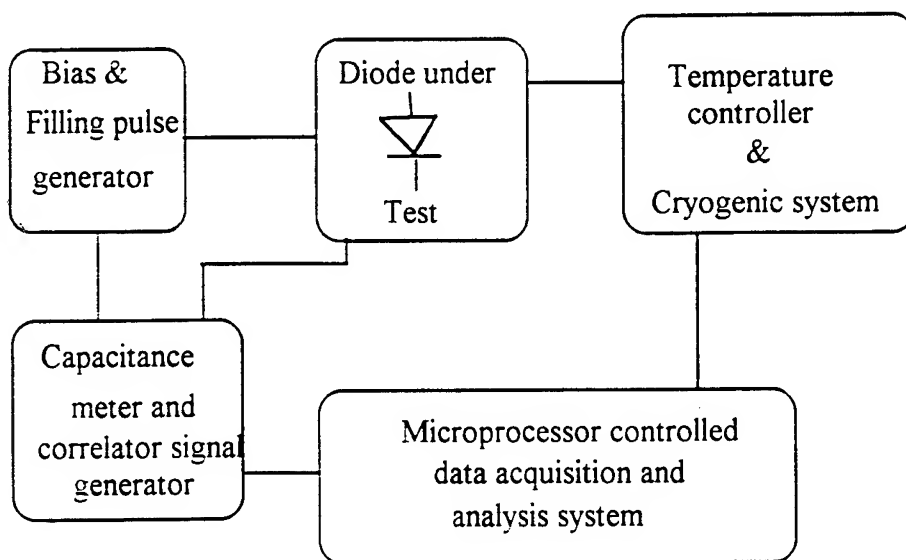 Bias &
Filling pulse
generator
Diode under
Test
Temperature
controller
&
Cryogenic system
Capacitance
meter and
correlator signal
generator
Microprocessor controlled
data acquisition and
analysis system